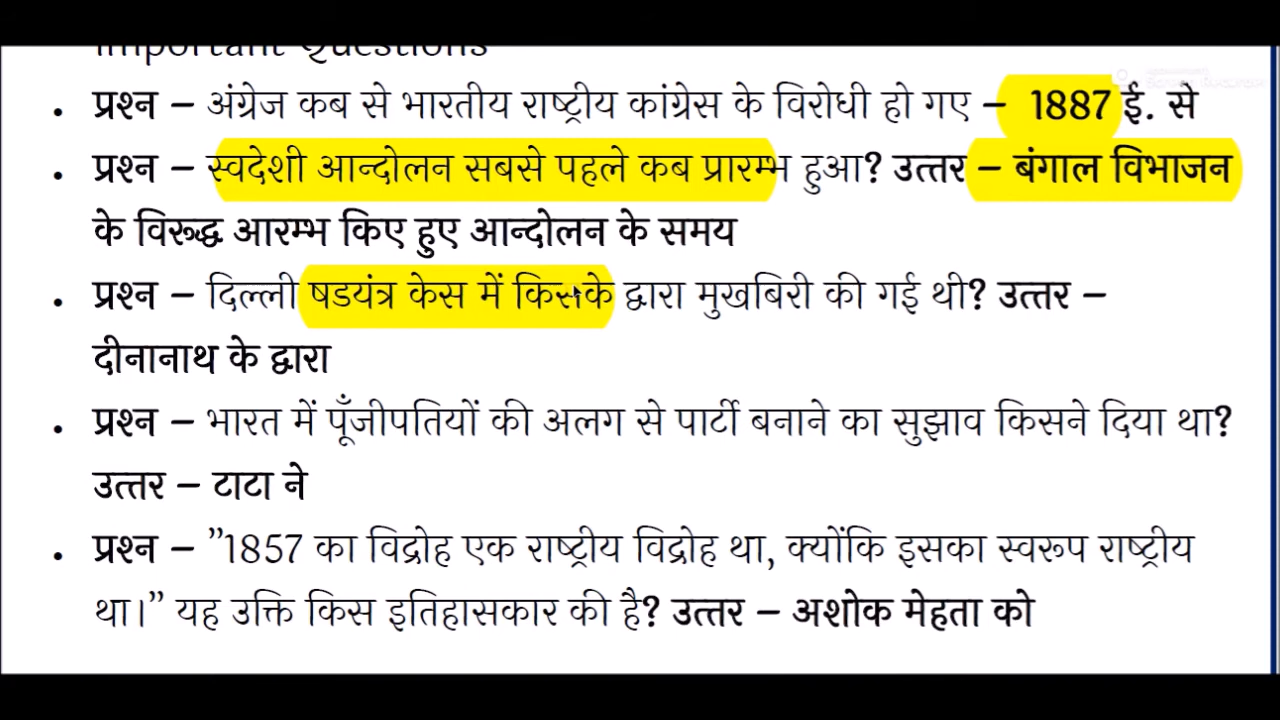 Important Questions
• प्रश्न – अंग्रेज कब से भारतीय राष्ट्रीय कांग्रेस के विरोधी हो गए – 1887 ई. से
• प्रश्न – स्वदेशी आन्दोलन सबसे पहले कब प्रारम्भ हुआ? उत्तर – बंगाल विभाजन
के विरूद्ध आरम्भ किए हुए आन्दोलन के समय
• प्रश्न – दिल्ली षडयंत्र केस में किसके द्वारा मुखबिरी की गई थी? उत्तर –
दीनानाथ के द्वारा
• प्रश्न – भारत में पूँजीपतियों की अलग से पार्टी बनाने का सुझाव किसने दिया था?
उत्तर – टाटा ने
• प्रश्न – ”1857 का विद्रोह एक राष्ट्रीय विद्रोह था, क्योंकि इसका स्वरूप राष्ट्रीय
था।” यह उक्ति किस इतिहासकार की है? उत्तर – अशोक मेहता को